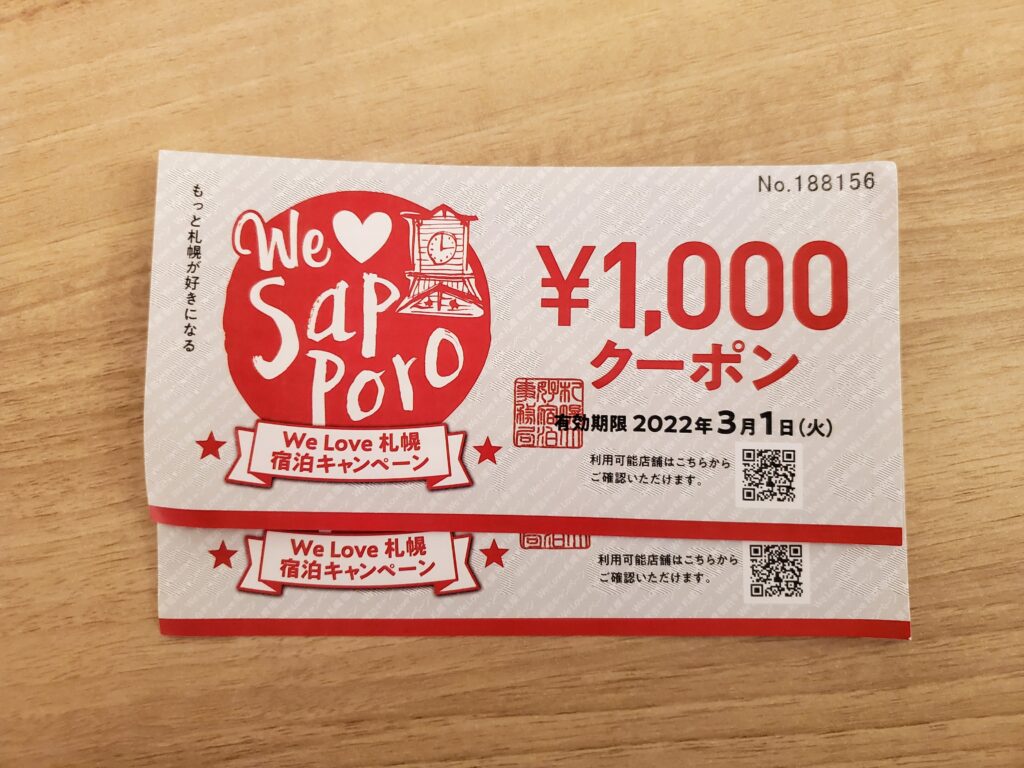 No.188156
もっと札幌が好きになる
We
Sap
poro
We Love 札幌
宿泊キャンペーン
¥1,000
クーポン
有効期限 2022年3月1日(火)
利用可能店舗はこちらから
ご確認いただけます。
We Love 札幌
宿泊キャンペーン
利用可能店舗はこちらから
ご確認いただけます。